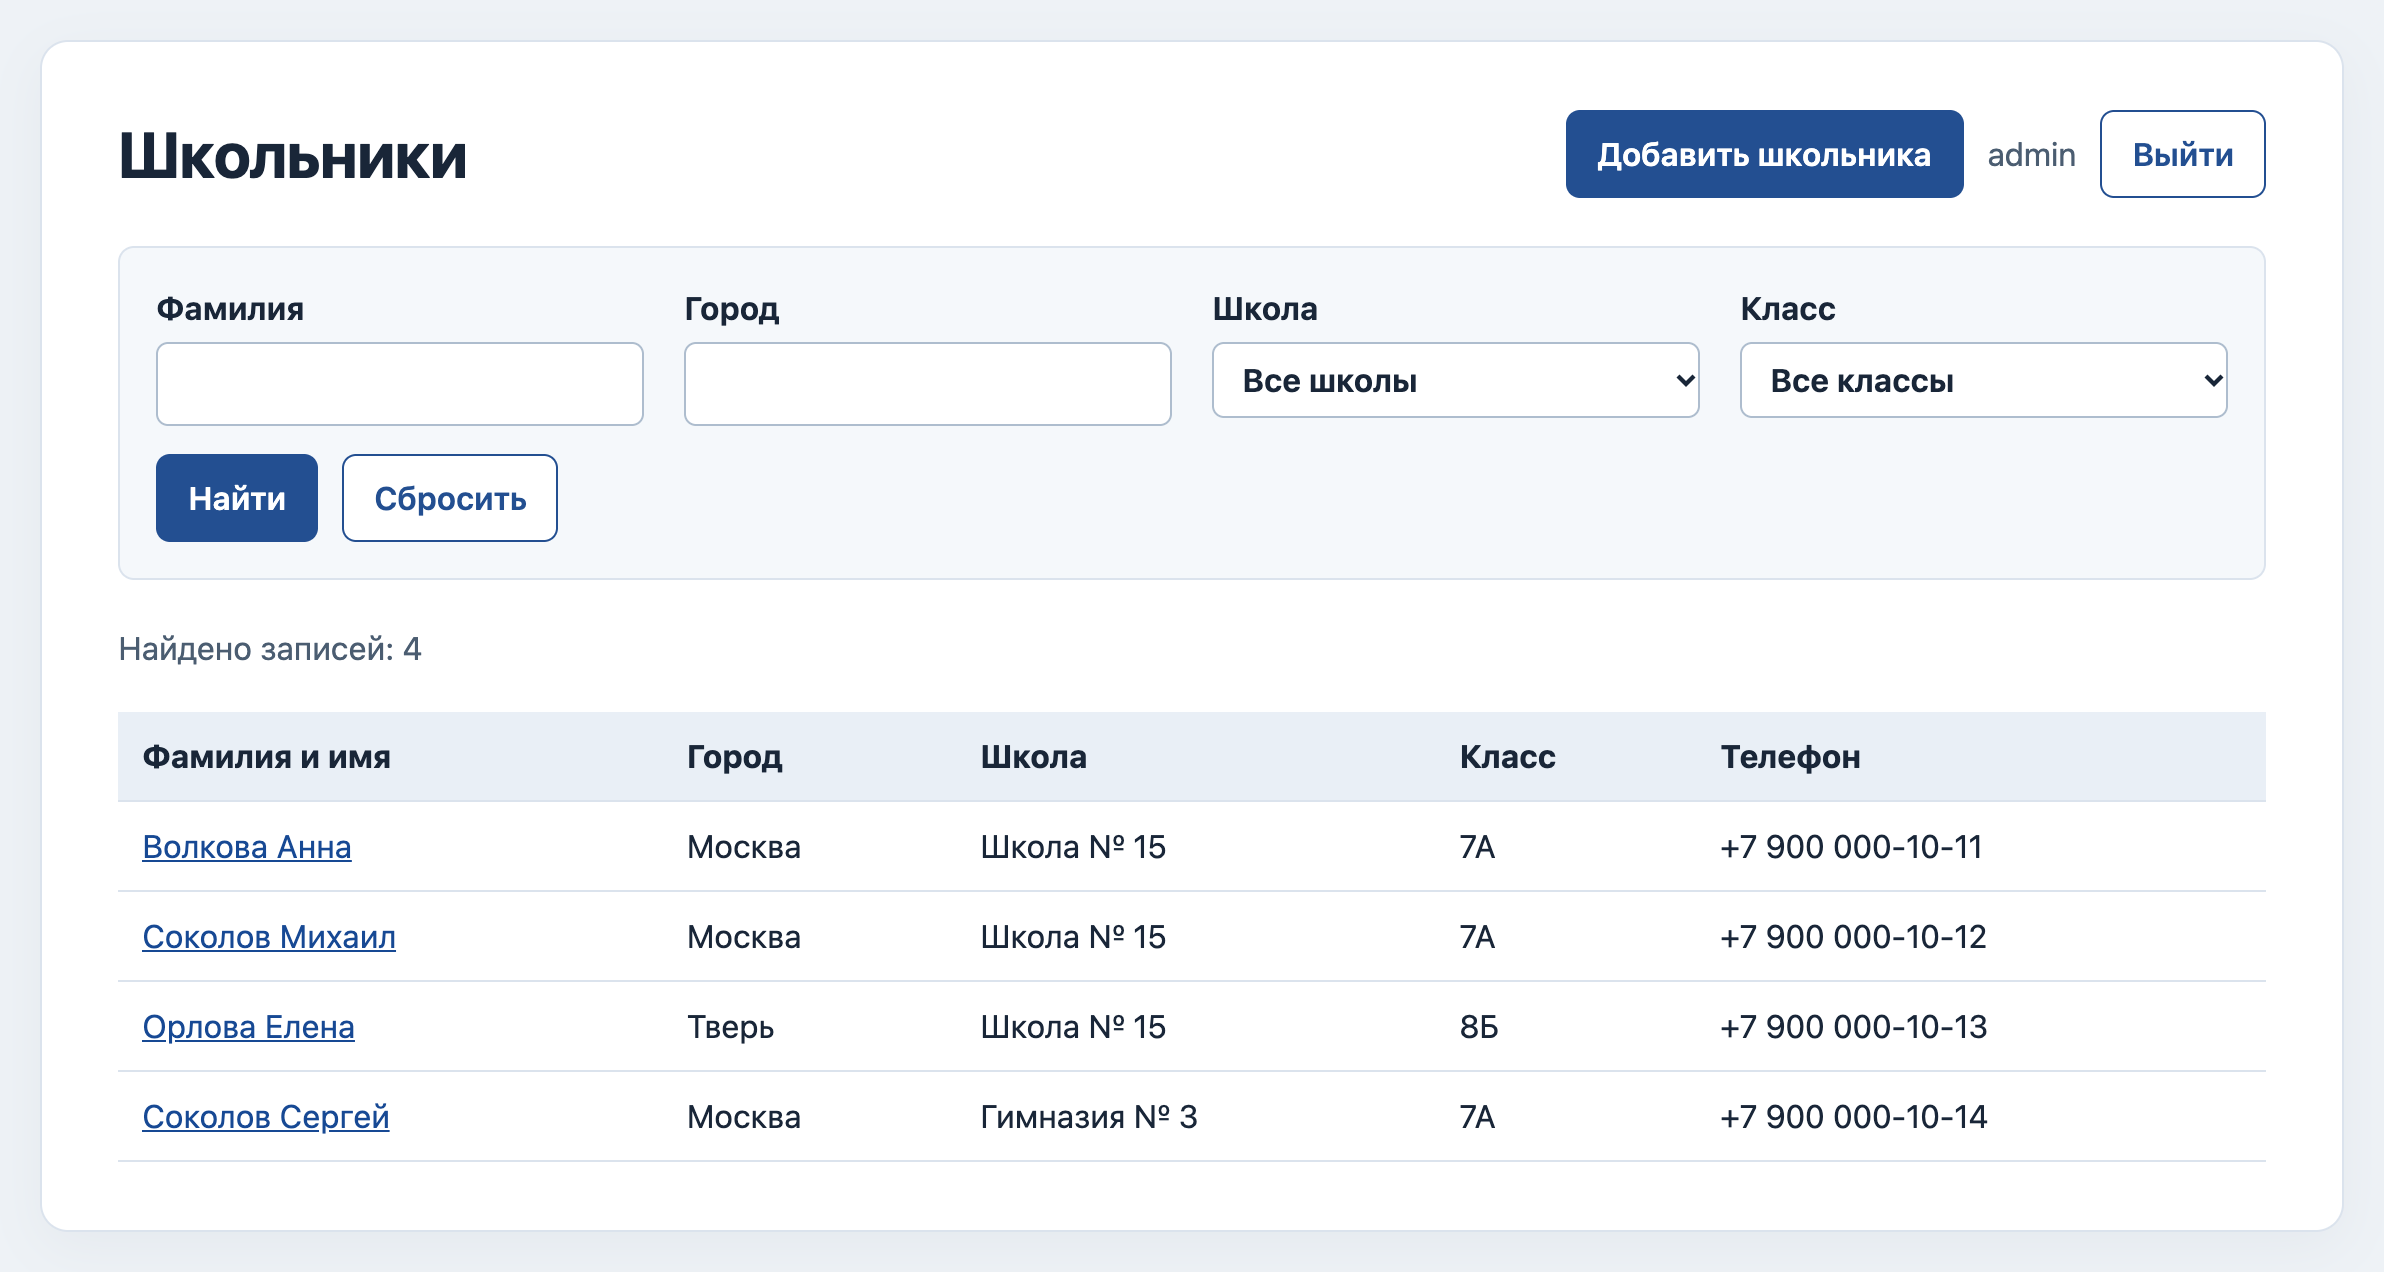 Школьники
Добавить школьника admin Выйти
Фамилия Город Школа Класс
Все школы Все классы
Найти Сбросить
Найдено записей: 4
Фамилия и имя Город Школа Класс Телефон
Волкова Анна Москва Школа № 15 7А +7 900 000-10-11
Соколов Михаил Москва Школа № 15 7А +7 900 000-10-12
Орлова Елена Тверь Школа № 15 8Б +7 900 000-10-13
Соколов Сергей Москва Гимназия № 3 7А +7 900 000-10-14